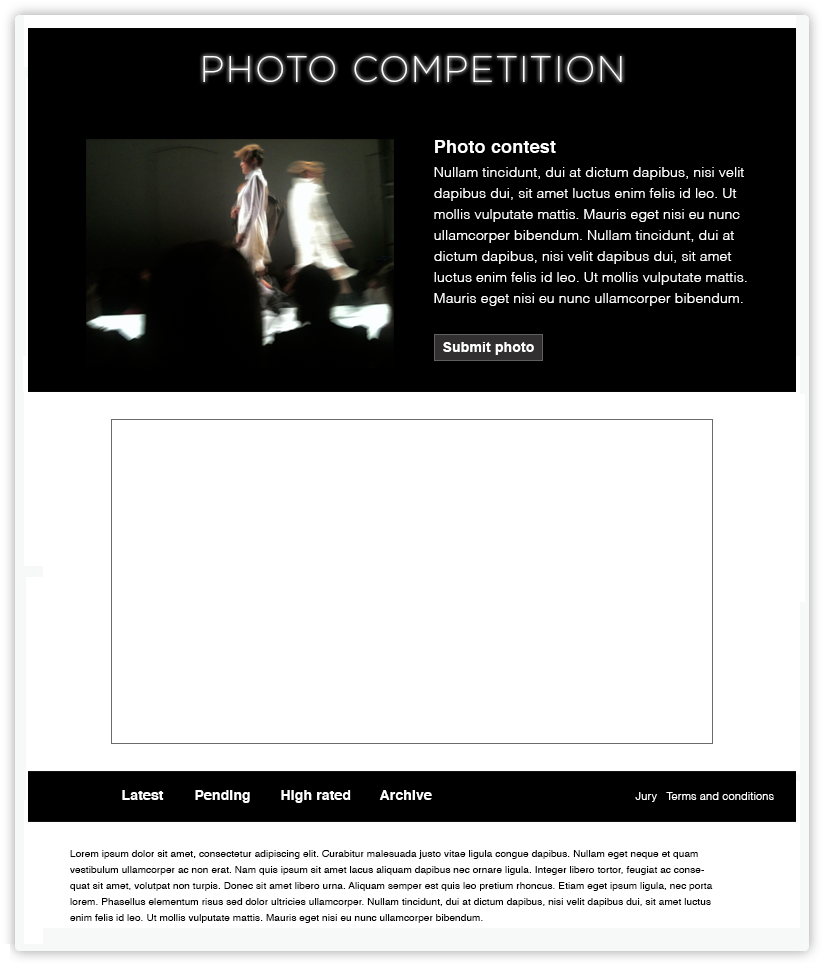 PHOTO COMPETITION
Photo contest
Nullam tincidunt, dui at dictum dapibus, nisi velit
dapibus dui, sit amet luctus enim felis id leo. Ut
mollis vulputate mattis. Mauris eget nisi eu nunc
ullamcorper bibendum. Nullam tincidunt, dui at
dictum dapibus, nisi velit dapibus dui, sit amet
luctus enim felis id leo. Ut mollis vulputate mattis.
Mauris eget nisi eu nunc ullamcorper bibendum.
Submit photo
Latest Pending High rated Archive Jury Terms and conditions
Lorem ipsum dolor sit amet, consectetur adipiscing elit. Curabitur malesuada justo vitae ligula congue dapibus. Nullam eget neque et quam
vestibulum ullamcorper ac non erat. Nam quis ipsum sit amet lacus aliquam dapibus nec ornare ligula. Integer libero tortor, feugiat ac conse-
quat sit amet, volutpat non turpis. Donec sit amet libero urna. Aliquam semper est quis leo pretium rhoncus. Etiam eget ipsum ligula, nec porta
lorem. Phasellus elementum risus sed dolor ultricies ullamcorper. Nullam tincidunt, dui at dictum dapibus, nisi velit dapibus dui, sit amet luctus
enim felis id leo. Ut mollis vulputate mattis. Mauris eget nisi eu nunc ullamcorper bibendum.